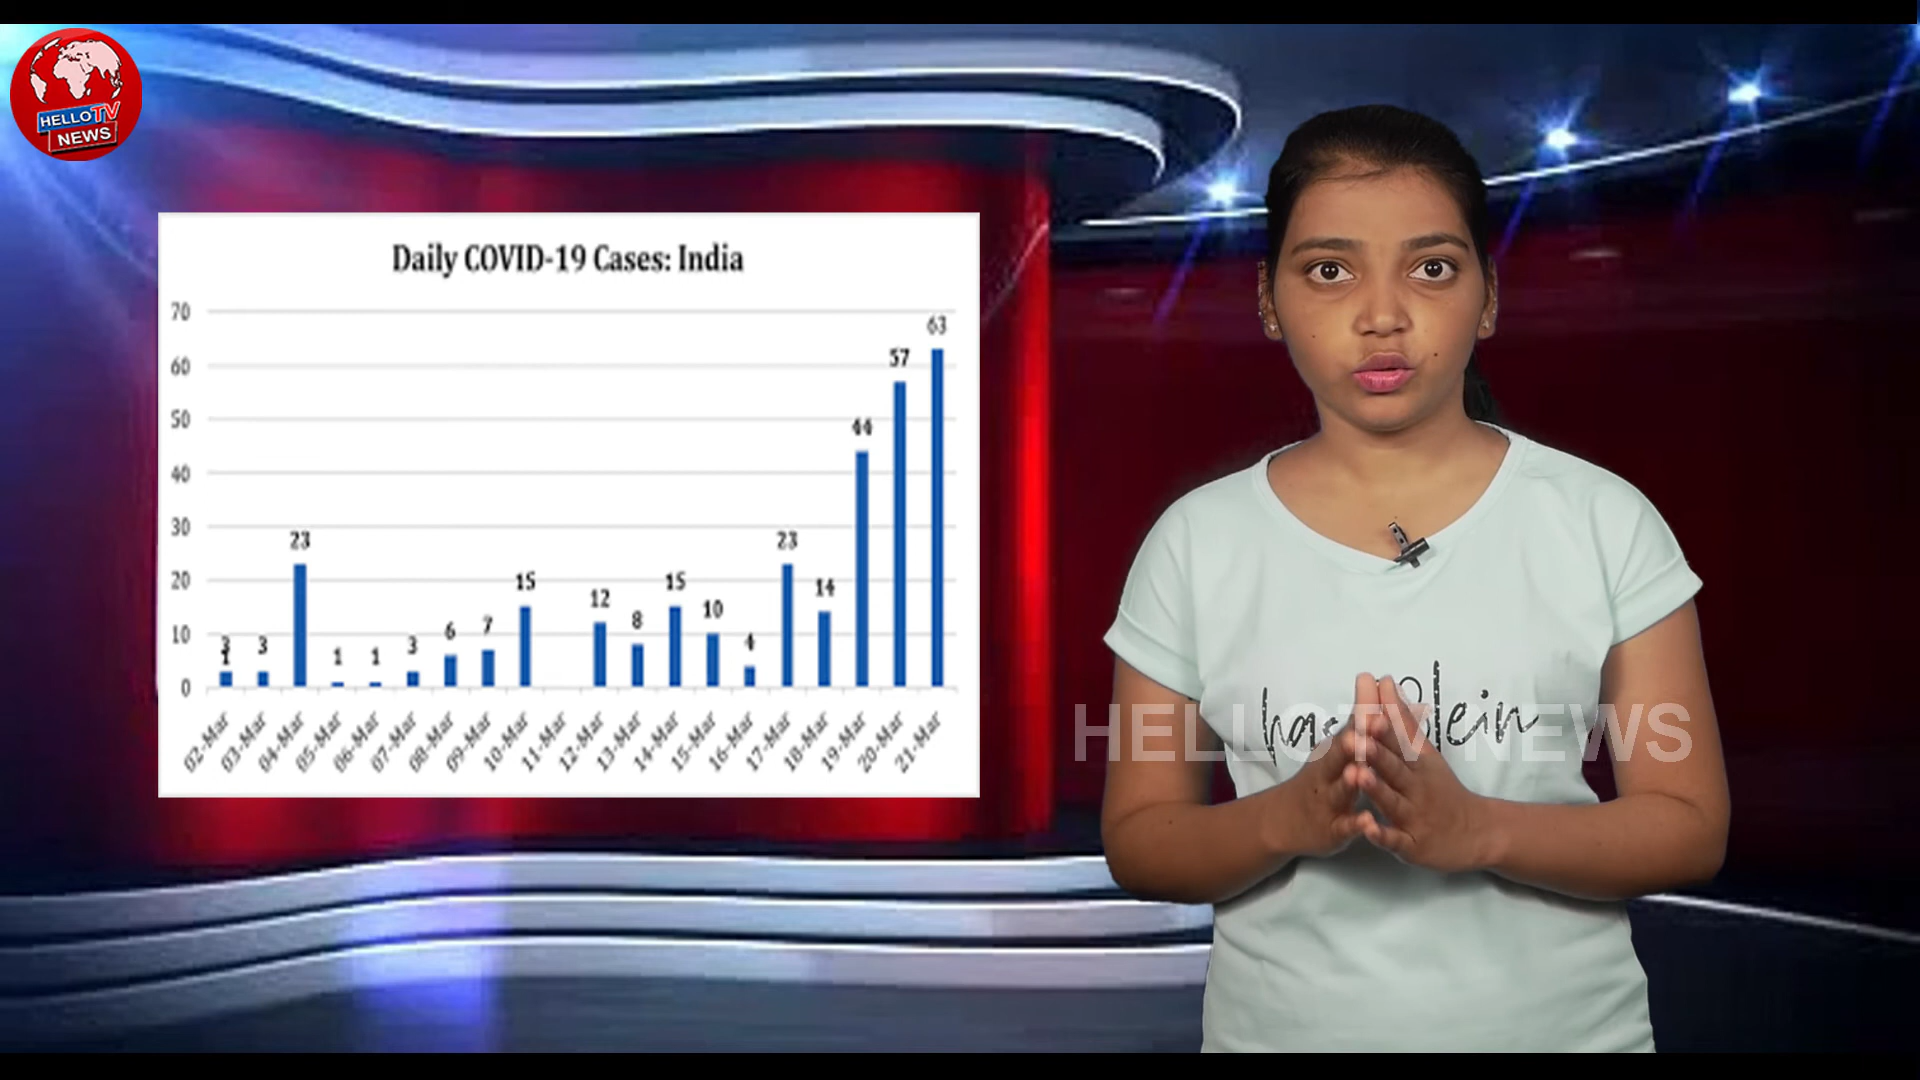 HELLOTV
NEWS
Daily COVID-19 Cases: India
70
60
50
40
30
20
10
0
3
1
3
23
1
1
3
6
7
15
12
8
15
10
4
23
14
44
57
63
02-Mar
03-Mar
04-Mar
05-Mar
06-Mar
07-Mar
08-Mar
09-Mar
10-Mar
11-Mar
12-Mar
13-Mar
14-Mar
15-Mar
16-Mar
17-Mar
18-Mar
19-Mar
20-Mar
21-Mar
HELLOTV NEWS